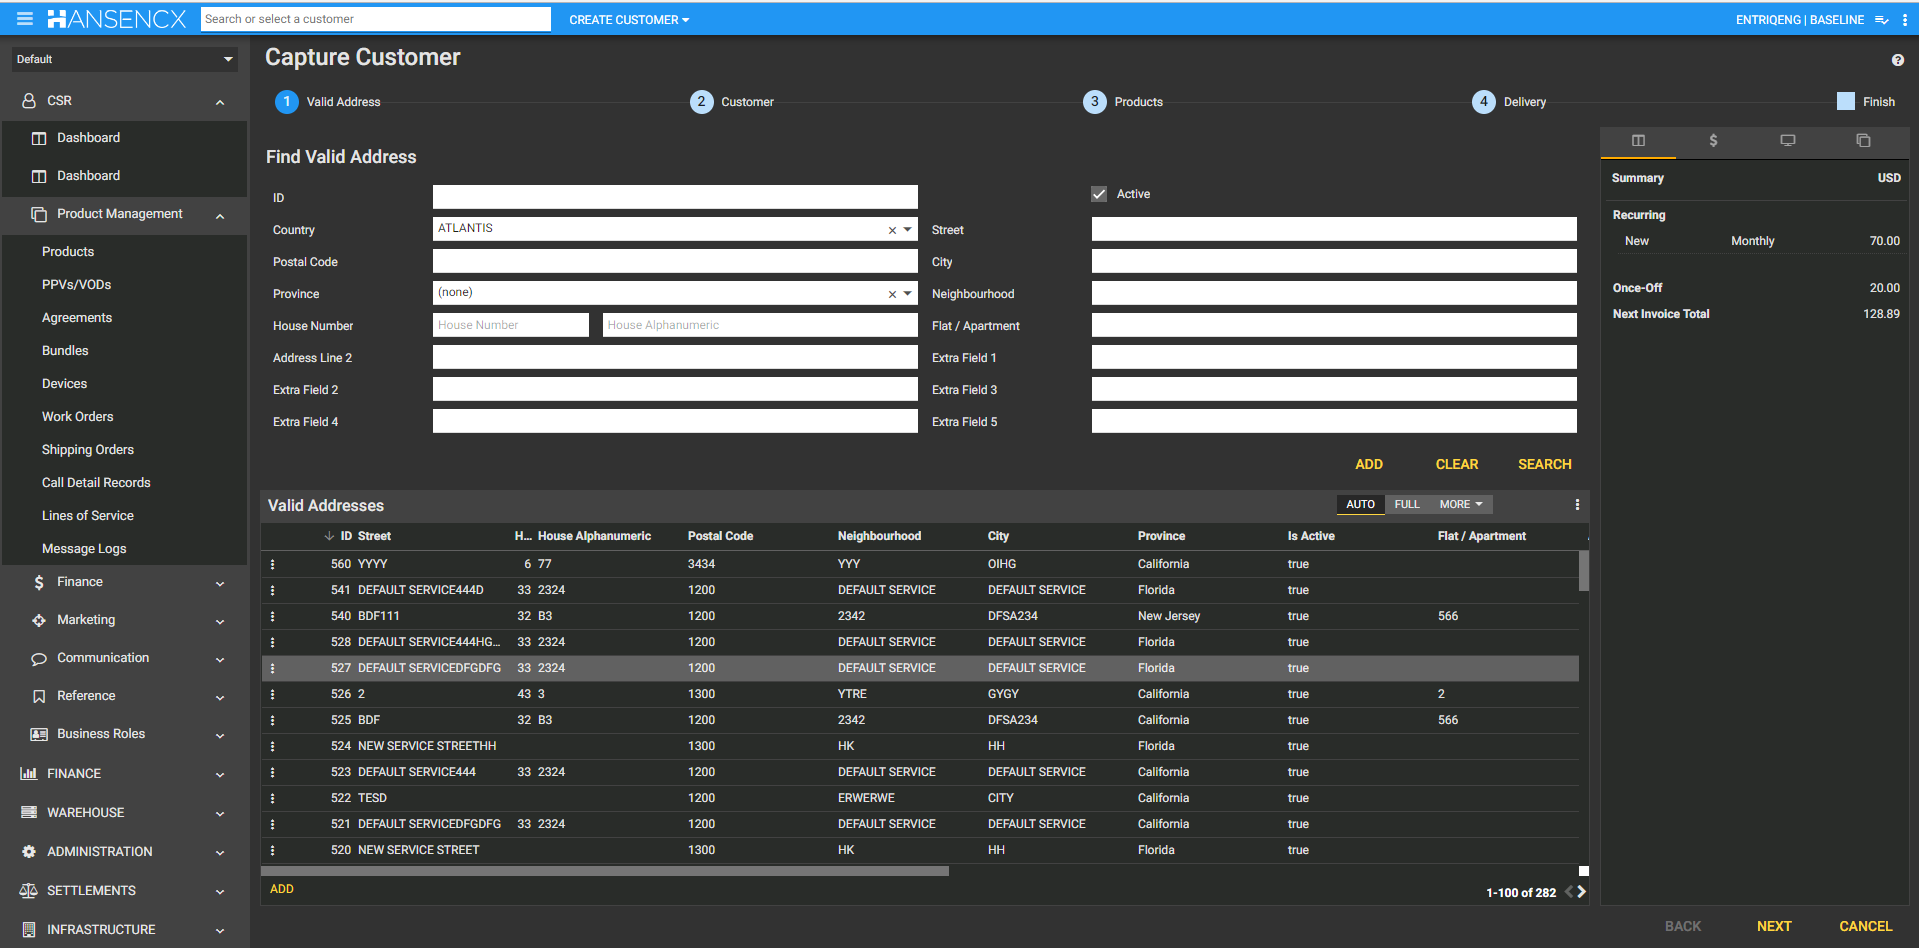 HANSENCX Search or select a customer CREATE CUSTOMER ENTRIQENG | BASELINE
Default
CSR
Dashboard
Dashboard
Product Management
Products
PPVs/VODs
Agreements
Bundles
Devices
Work Orders
Shipping Orders
Call Detail Records
Lines of Service
Message Logs
Finance
Marketing
Communication
Reference
Business Roles
FINANCE
WAREHOUSE
ADMINISTRATION
SETTLEMENTS
INFRASTRUCTURE
Capture Customer
1 Valid Address 2 Customer 3 Products 4 Delivery Finish
Find Valid Address
ID Active
Country ATLANTIS Street
Postal Code City
Province (none) Neighbourhood
House Number House Number House Alphanumeric Flat / Apartment
Address Line 2 Extra Field 1
Extra Field 2 Extra Field 3
Extra Field 4 Extra Field 5
ADD CLEAR SEARCH
Valid Addresses AUTO FULL MORE
ID Street H... House Alphanumeric Postal Code Neighbourhood City Province Is Active Flat / Apartment
560 YYYY 6 77 3434 YYY OIHG California true
541 DEFAULT SERVICE444D 33 2324 1200 DEFAULT SERVICE DEFAULT SERVICE Florida true
540 BDF111 32 B3 1200 2342 DFSA234 New Jersey true 566
528 DEFAULT SERVICE444HG... 33 2324 1200 DEFAULT SERVICE DEFAULT SERVICE Florida true
527 DEFAULT SERVICEDFGDFG 33 2324 1200 DEFAULT SERVICE DEFAULT SERVICE Florida true
526 2 43 3 1300 YTRE GYGY California true 2
525 BDF 32 B3 1200 2342 DFSA234 California true 566
524 NEW SERVICE STREETHH 1300 HK HH Florida true
523 DEFAULT SERVICE444 33 2324 1200 DEFAULT SERVICE DEFAULT SERVICE California true
522 TESD 1200 ERWERWE CITY California true
521 DEFAULT SERVICEDFGDFG 33 2324 1200 DEFAULT SERVICE DEFAULT SERVICE California true
520 NEW SERVICE STREET 1300 HK HH Florida true
ADD
1-100 of 282
Summary USD
Recurring
New Monthly 70.00
Once-Off 20.00
Next Invoice Total 128.89
BACK NEXT CANCEL